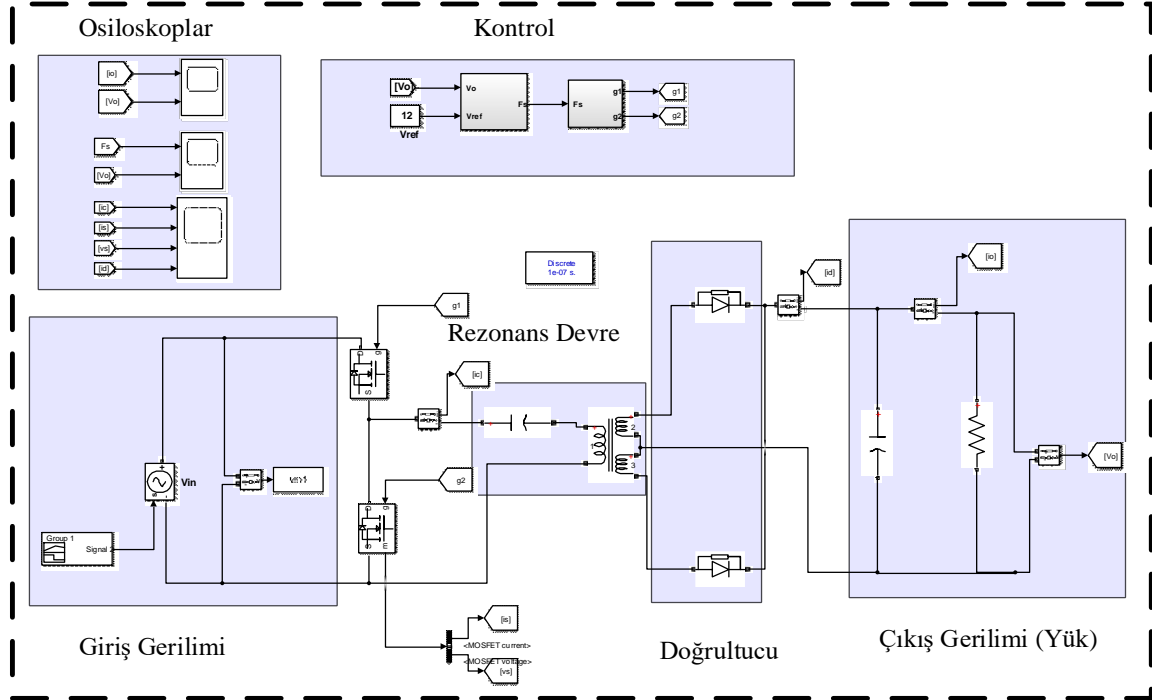 Osiloskoplar
Kontrol
[io]
[Vo]
Fs
[Vo]
[ic]
[is]
[vs]
[id]
[Vo
12
Vref
Vo
Vref
Fs
Fs
g1
g2
g1
g2
Discrete
1e-07 s.
[id]
[io]
g1
Rezonans Devre
[ic]
g2
1
2
3
Vin
Group 1
Signal 2
[Vo]
[is]
<MOSFET current>
<MOSFET voltage>
[vs]
Giriş Gerilimi
Doğrultucu
Çıkış Gerilimi (Yük)